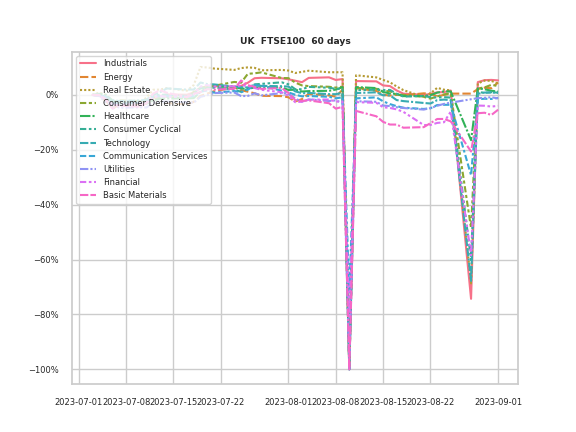 UK  FTSE100  60 days
Industrials
Energy
Real Estate
Consumer Defensive
Healthcare
Consumer Cyclical
Technology
Communication Services
Utilities
Financial
Basic Materials
0%
−20%
−40%
−60%
−80%
−100%
2023-07-01 2023-07-08 2023-07-15 2023-07-22 2023-08-01 2023-08-08 2023-08-15 2023-08-22 2023-09-01